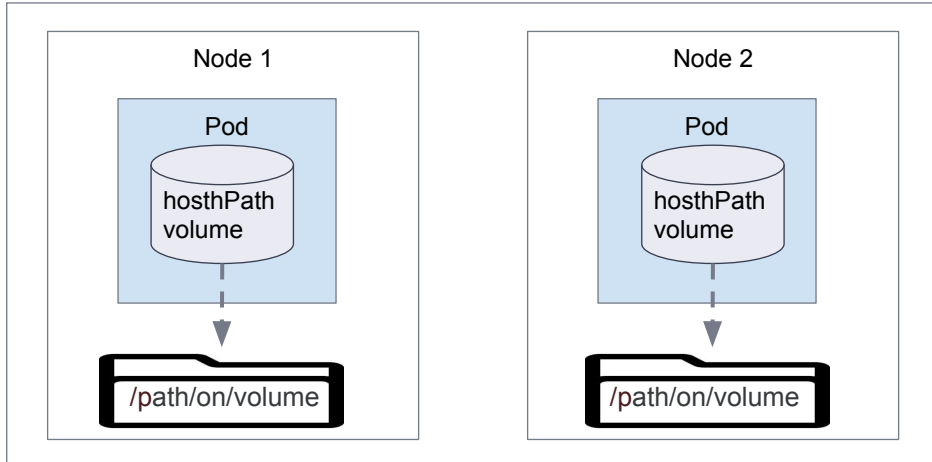 Node 1
Pod
hosthPath
volume
/path/on/volume
Node 2
Pod
hosthPath
volume
/path/on/volume